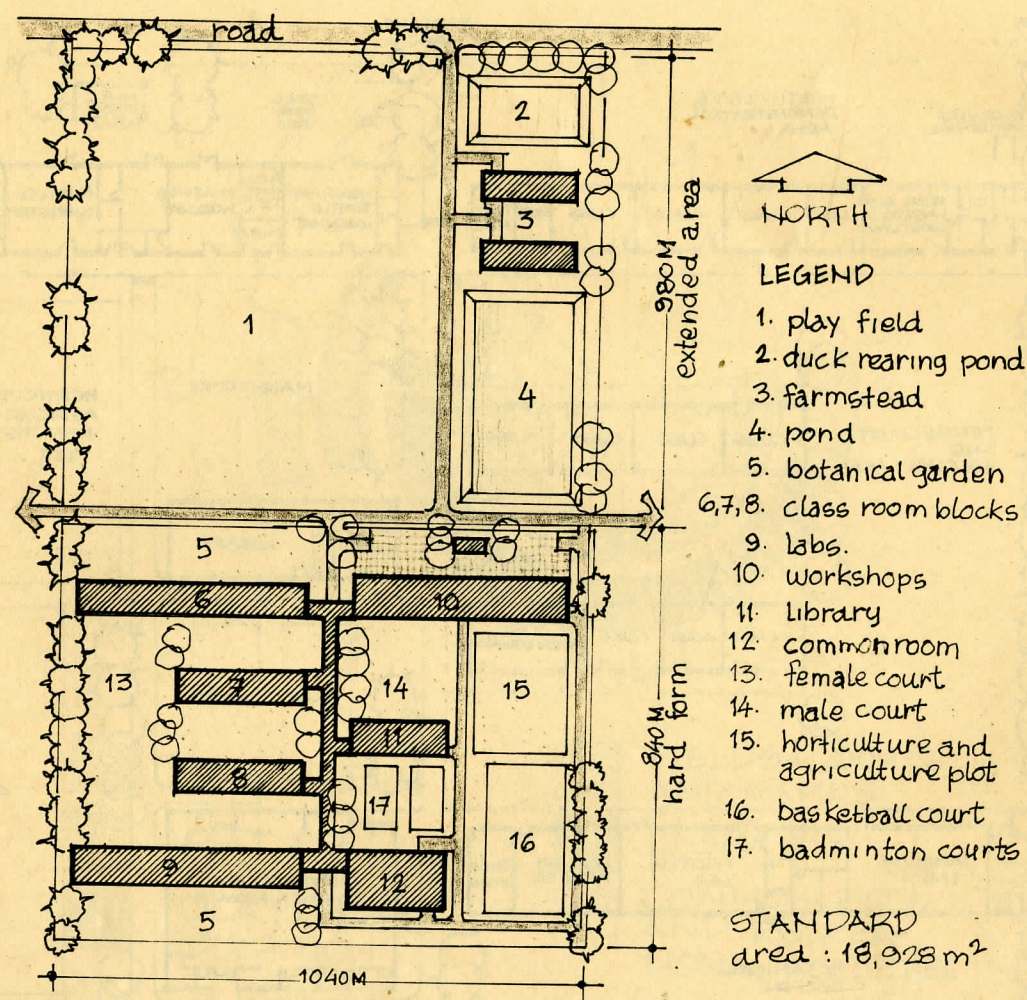 road
2
3
1
4
5
6
10
13
7
14
15
11
8
17
16
9
12
5
1040M
980M
extended area
840M
hard form
NORTH
LEGEND
1. play field
2. duck rearing pond
3. farmstead
4. pond
5. botanical garden
6,7,8. class room blocks
9. labs.
10. workshops
11. library
12 common room
13. female court
14. male court
15. horticulture and
agriculture plot
16. basketball court
17. badminton courts
STANDARD
ared : 18,928 m²